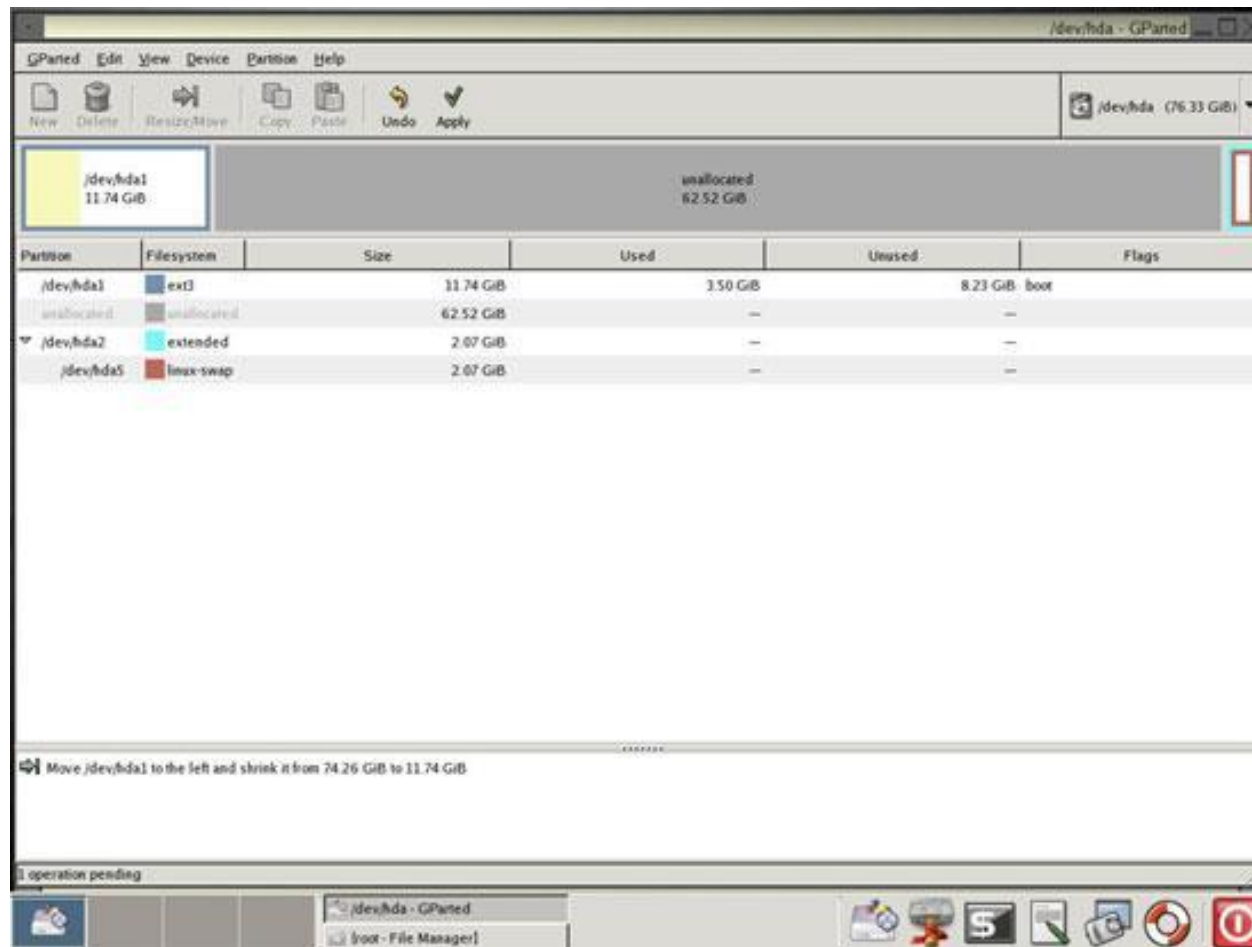 /dev/hda - GParted
GParted Edit View Device Partition Help
New Delete Resize/Move Copy Paste Undo Apply /dev/hda (76.33 GiB)
/dev/hda1
11.74 GiB
unallocated
62.52 GiB
Partition Filesystem Size Used Unused Flags
/dev/hda1 ext3 11.74 GiB 3.50 GiB 8.23 GiB boot
unallocated unallocated 62.52 GiB --- ---
/dev/hda2 extended 2.07 GiB --- ---
/dev/hda5 linux-swap 2.07 GiB --- ---
Move /dev/hda1 to the left and shrink it from 74.26 GiB to 11.74 GiB
1 operation pending
/dev/hda - GParted
[root - File Manager]